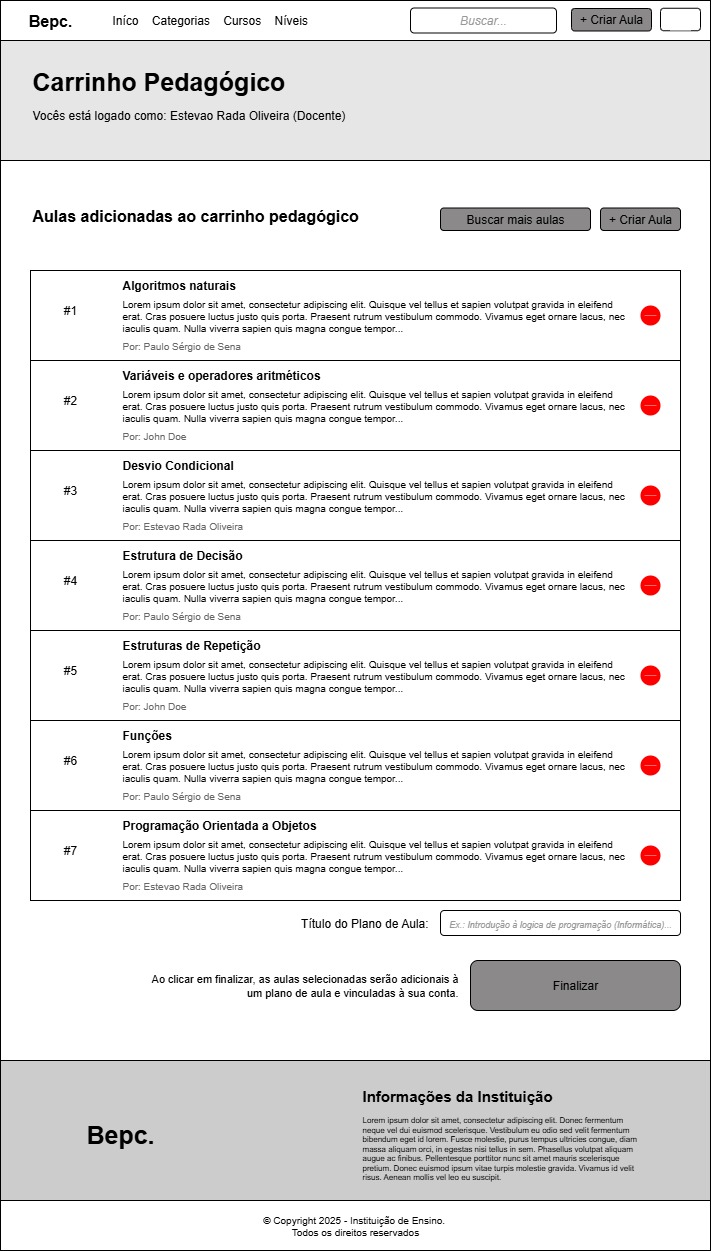 Bepc.
Iníco Categorias Cursos Níveis
Buscar...
+ Criar Aula
Carrinho Pedagógico
Vocês está logado como: Estevao Rada Oliveira (Docente)
Aulas adicionadas ao carrinho pedagógico
Buscar mais aulas
+ Criar Aula
#1
Algoritmos naturais
Lorem ipsum dolor sit amet, consectetur adipiscing elit. Quisque vel tellus et sapien volutpat gravida in eleifend
erat. Cras posuere luctus justo quis porta. Praesent rutrum vestibulum commodo. Vivamus eget ornare lacus, nec
iaculis quam. Nulla viverra sapien quis magna congue tempor...
Por: Paulo Sérgio de Sena
#2
Variáveis e operadores aritméticos
Lorem ipsum dolor sit amet, consectetur adipiscing elit. Quisque vel tellus et sapien volutpat gravida in eleifend
erat. Cras posuere luctus justo quis porta. Praesent rutrum vestibulum commodo. Vivamus eget ornare lacus, nec
iaculis quam. Nulla viverra sapien quis magna congue tempor...
Por: John Doe
#3
Desvio Condicional
Lorem ipsum dolor sit amet, consectetur adipiscing elit. Quisque vel tellus et sapien volutpat gravida in eleifend
erat. Cras posuere luctus justo quis porta. Praesent rutrum vestibulum commodo. Vivamus eget ornare lacus, nec
iaculis quam. Nulla viverra sapien quis magna congue tempor...
Por: Estevao Rada Oliveira
#4
Estrutura de Decisão
Lorem ipsum dolor sit amet, consectetur adipiscing elit. Quisque vel tellus et sapien volutpat gravida in eleifend
erat. Cras posuere luctus justo quis porta. Praesent rutrum vestibulum commodo. Vivamus eget ornare lacus, nec
iaculis quam. Nulla viverra sapien quis magna congue tempor...
Por: Paulo Sérgio de Sena
#5
Estruturas de Repetição
Lorem ipsum dolor sit amet, consectetur adipiscing elit. Quisque vel tellus et sapien volutpat gravida in eleifend
erat. Cras posuere luctus justo quis porta. Praesent rutrum vestibulum commodo. Vivamus eget ornare lacus, nec
iaculis quam. Nulla viverra sapien quis magna congue tempor...
Por: John Doe
#6
Funções
Lorem ipsum dolor sit amet, consectetur adipiscing elit. Quisque vel tellus et sapien volutpat gravida in eleifend
erat. Cras posuere luctus justo quis porta. Praesent rutrum vestibulum commodo. Vivamus eget ornare lacus, nec
iaculis quam. Nulla viverra sapien quis magna congue tempor...
Por: Paulo Sérgio de Sena
#7
Programação Orientada a Objetos
Lorem ipsum dolor sit amet, consectetur adipiscing elit. Quisque vel tellus et sapien volutpat gravida in eleifend
erat. Cras posuere luctus justo quis porta. Praesent rutrum vestibulum commodo. Vivamus eget ornare lacus, nec
iaculis quam. Nulla viverra sapien quis magna congue tempor...
Por: Estevao Rada Oliveira
Título do Plano de Aula:
Ex.: Introdução à logica de programação (Informática)...
Ao clicar em finalizar, as aulas selecionadas serão adicionais à
um plano de aula e vinculadas à sua conta.
Finalizar
Bepc.
Informações da Instituição
Lorem ipsum dolor sit amet, consectetur adipiscing elit. Donec fermentum
neque vel dui euismod scelerisque. Vestibulum eu odio sed velit fermentum
bibendum eget id lorem. Fusce molestie, purus tempus ultricies congue, diam
massa aliquam orci, in egestas nisi tellus in sem. Phasellus volutpat aliquam
augue ac finibus. Pellentesque porttitor nunc sit amet mauris scelerisque
pretium. Donec euismod ipsum vitae turpis molestie gravida. Vivamus id velit
risus. Aenean mollis vel leo eu suscipit.
© Copyright 2025 - Instituição de Ensino.
Todos os direitos reservados